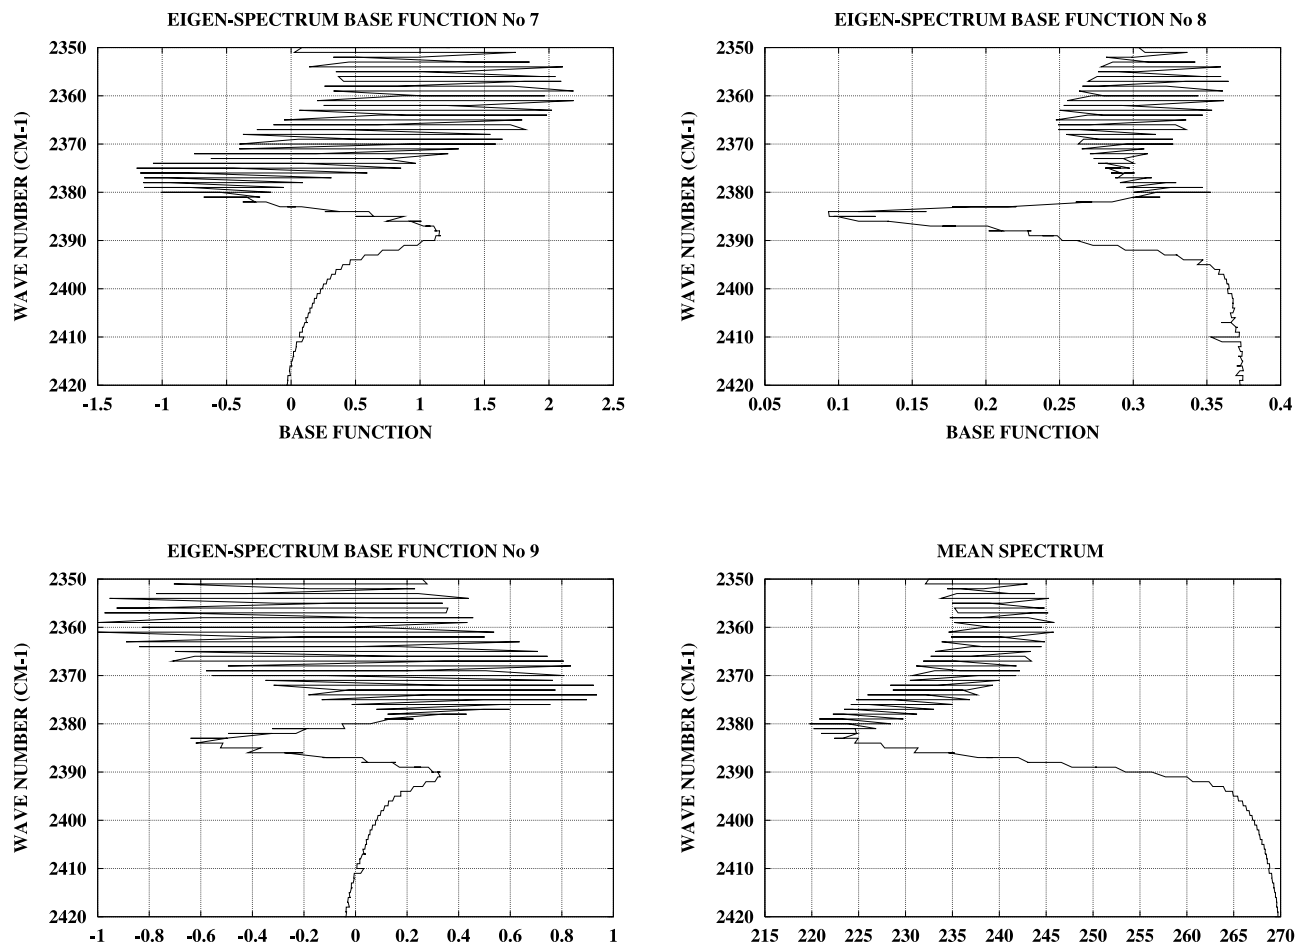 EIGEN-SPECTRUM BASE FUNCTION No 7
WAVE NUMBER (CM-1)
2350
2360
2370
2380
2390
2400
2410
2420
-1.5 -1 -0.5 0 0.5 1 1.5 2 2.5
BASE FUNCTION
EIGEN-SPECTRUM BASE FUNCTION No 8
WAVE NUMBER (CM-1)
2350
2360
2370
2380
2390
2400
2410
2420
0.05 0.1 0.15 0.2 0.25 0.3 0.35 0.4
BASE FUNCTION
EIGEN-SPECTRUM BASE FUNCTION No 9
WAVE NUMBER (CM-1)
2350
2360
2370
2380
2390
2400
2410
2420
-1 -0.8 -0.6 -0.4 -0.2 0 0.2 0.4 0.6 0.8 1
MEAN SPECTRUM
WAVE NUMBER (CM-1)
2350
2360
2370
2380
2390
2400
2410
2420
215 220 225 230 235 240 245 250 255 260 265 270